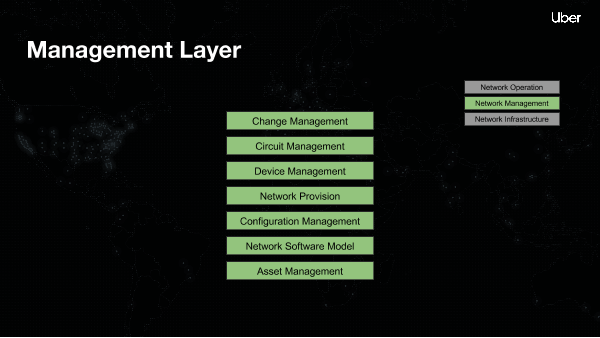 Uber
Management Layer
Network Operation
Network Management
Network Infrastructure
Change Management
Circuit Management
Device Management
Network Provision
Configuration Management
Network Software Model
Asset Management